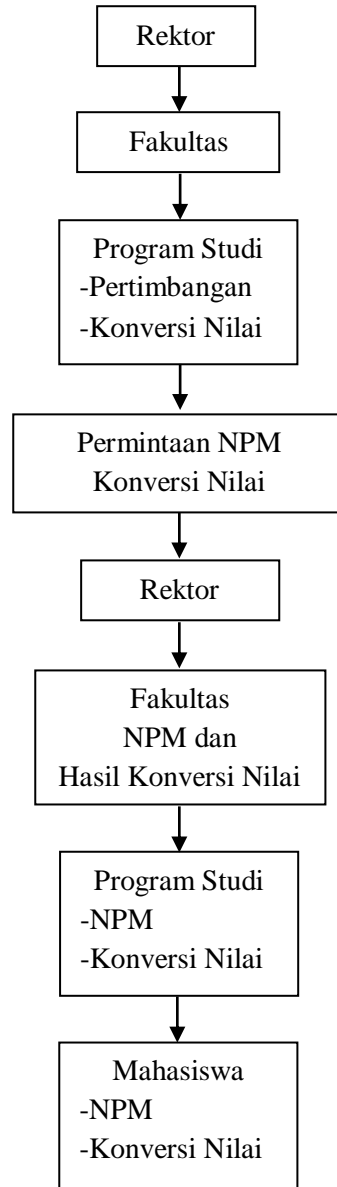 Rektor
Fakultas
Program Studi
-Pertimbangan
-Konversi Nilai
Permintaan NPM
Konversi Nilai
Rektor
Fakultas
NPM dan
Hasil Konversi Nilai
Program Studi
-NPM
-Konversi Nilai
Mahasiswa
-NPM
-Konversi Nilai